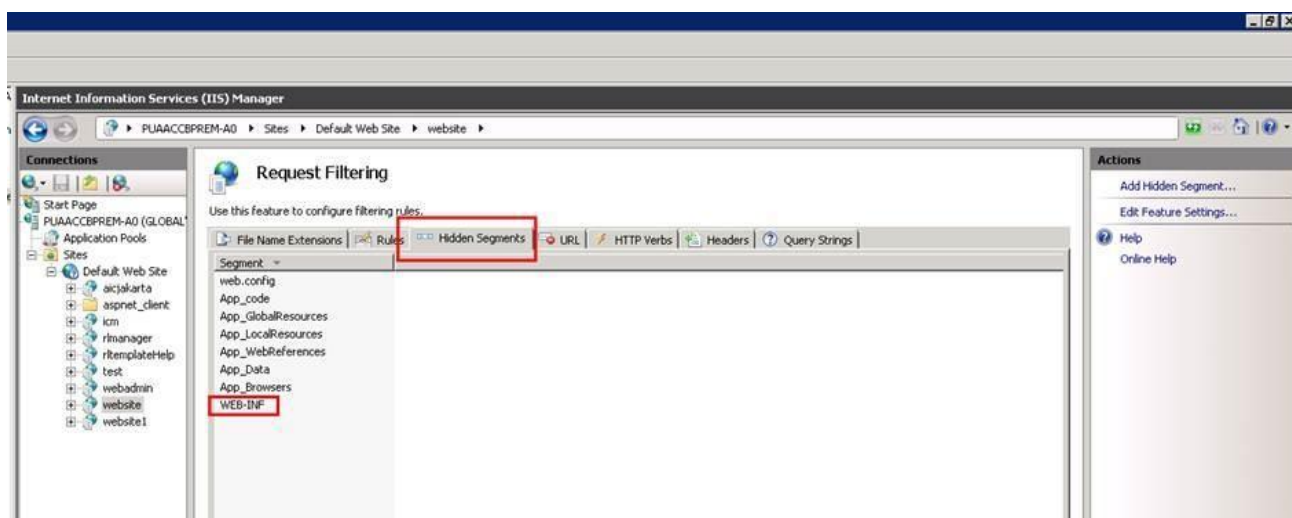 Internet Information Services (IIS) Manager
PUAACCBPREM-A0 Sites Default Web Site website
Connections
Start Page
PUAACCBPREM-A0 (GLOBAL
Application Pools
Sites
Default Web Site
aicjakarta
aspnet_client
icm
rlmanager
rltemplateHelp
test
webadmin
website
website1
Request Filtering
Use this feature to configure filtering rules.
File Name Extensions Rules Hidden Segments URL HTTP Verbs Headers Query Strings
Segment
web.config
App_code
App_GlobalResources
App_LocalResources
App_WebReferences
App_Data
App_Browsers
WEB-INF
Actions
Add Hidden Segment...
Edit Feature Settings...
Help
Online Help